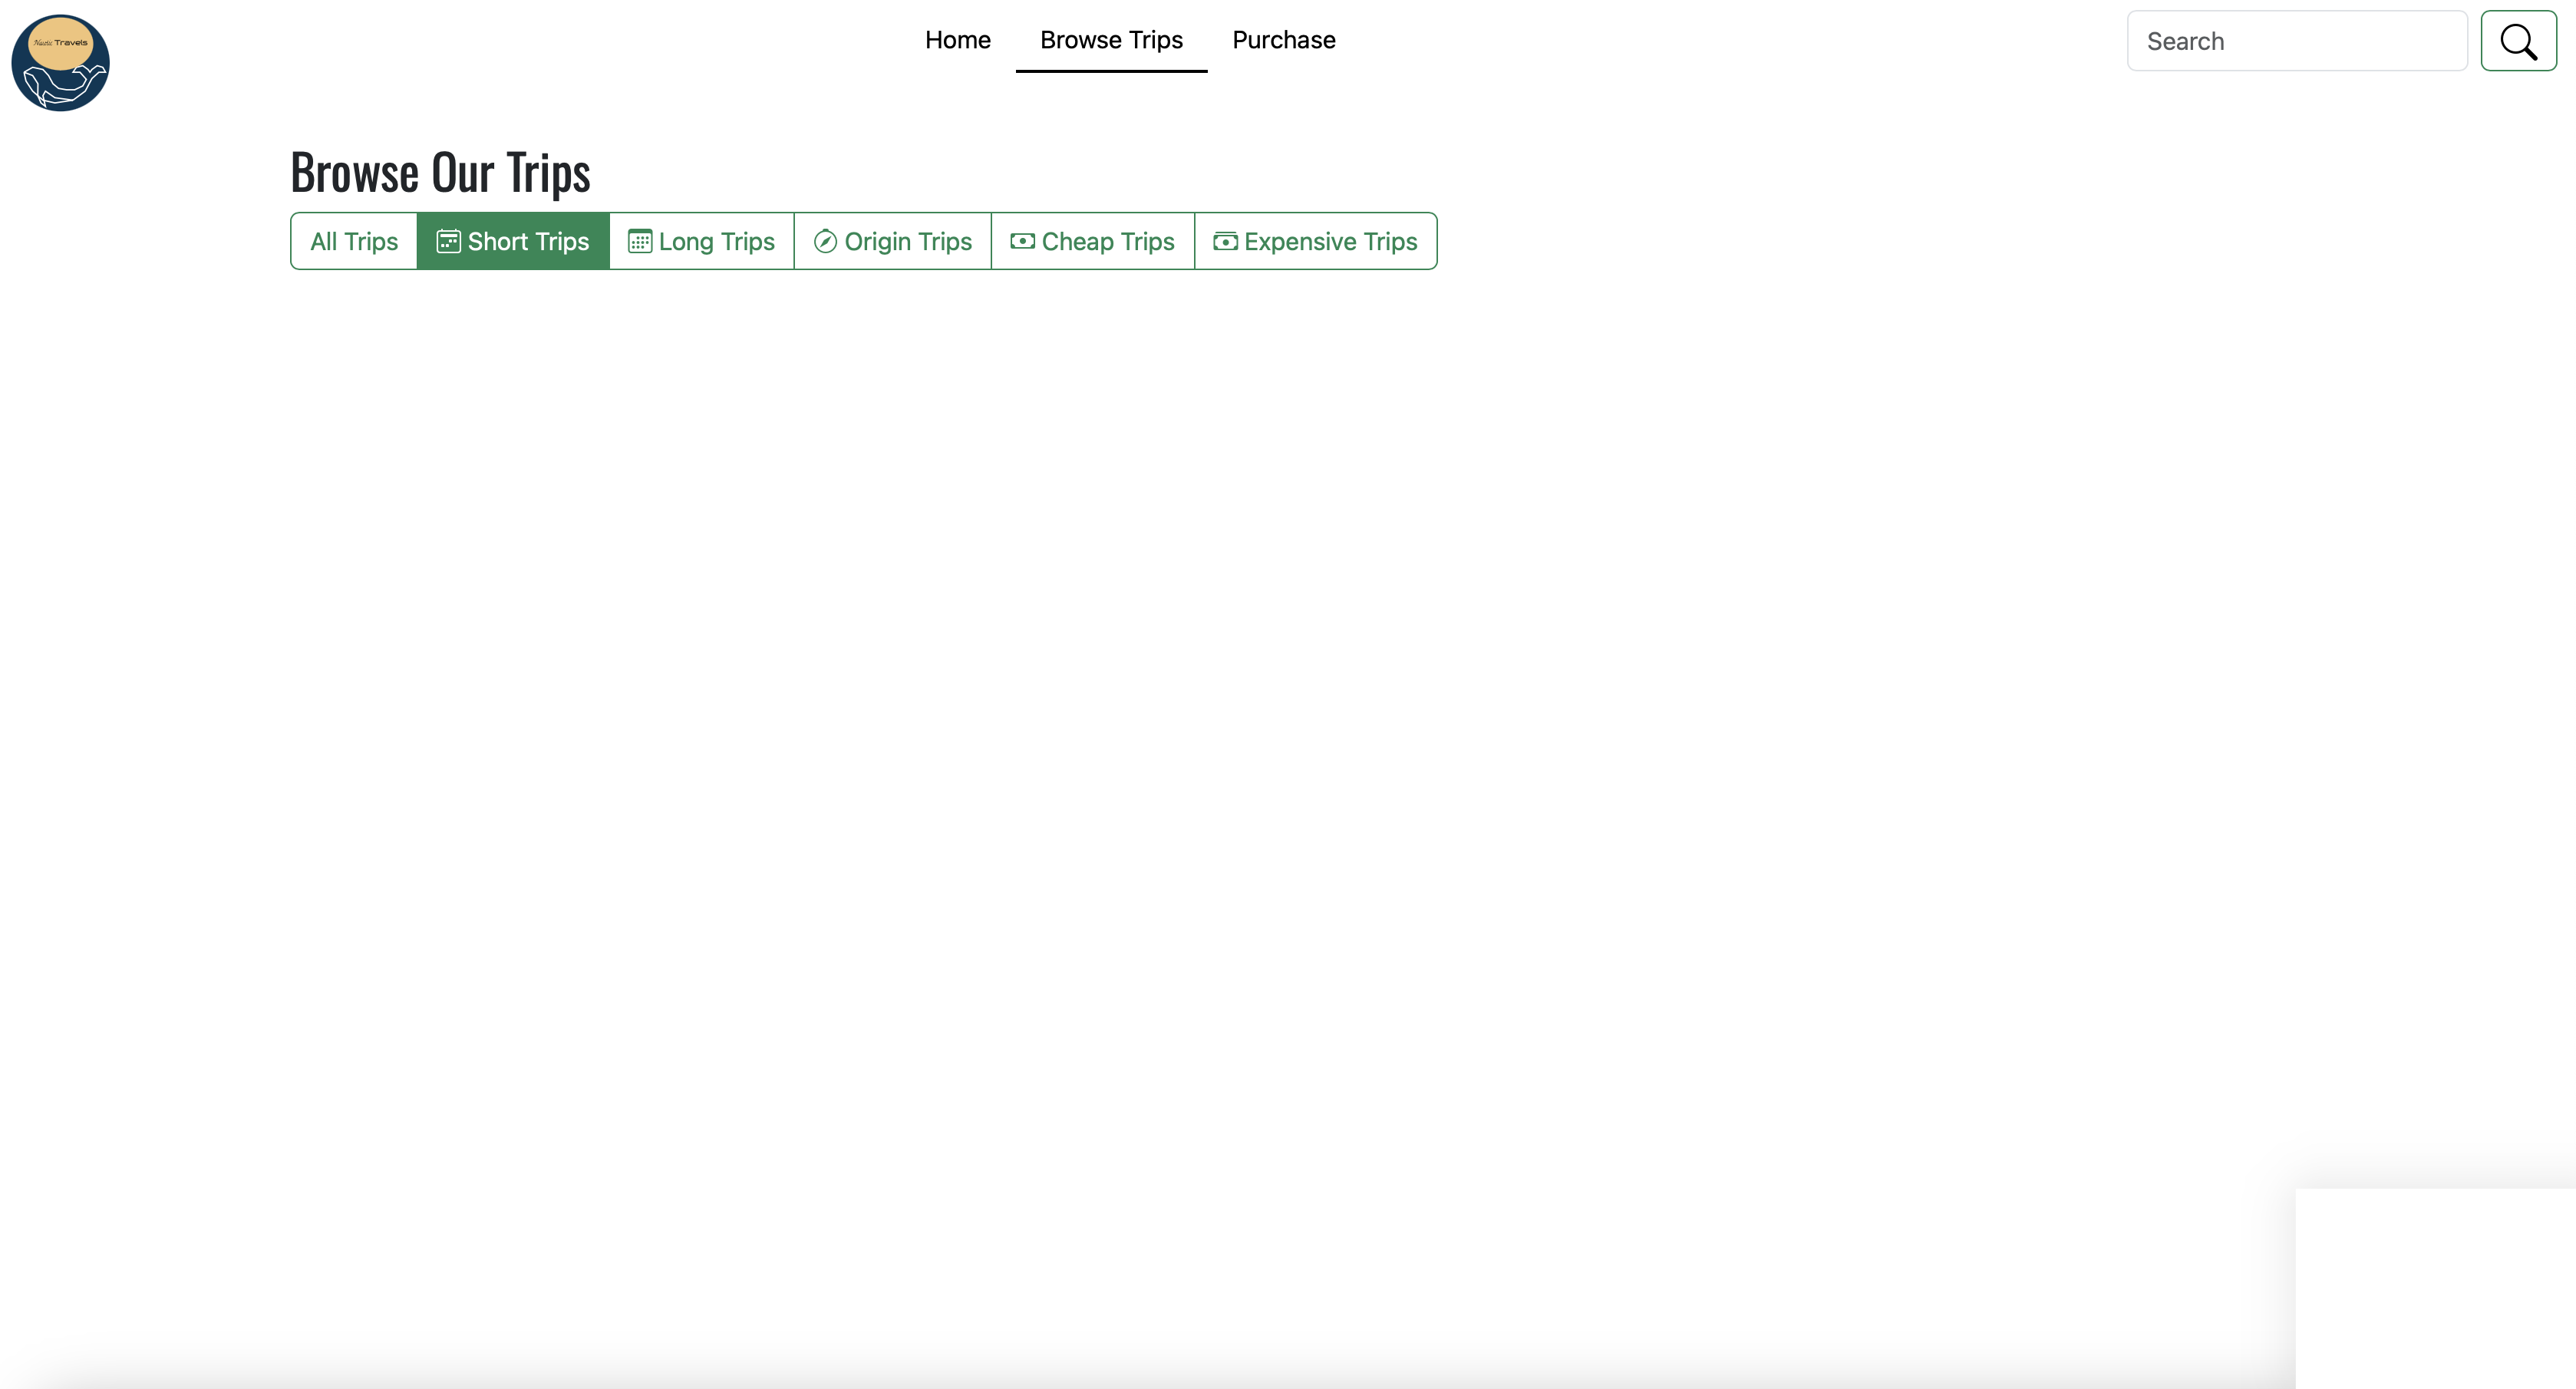 Nautic Travels
Home
Browse Trips
Purchase
Search
Browse Our Trips
All Trips
Short Trips
Long Trips
Origin Trips
Cheap Trips
Expensive Trips